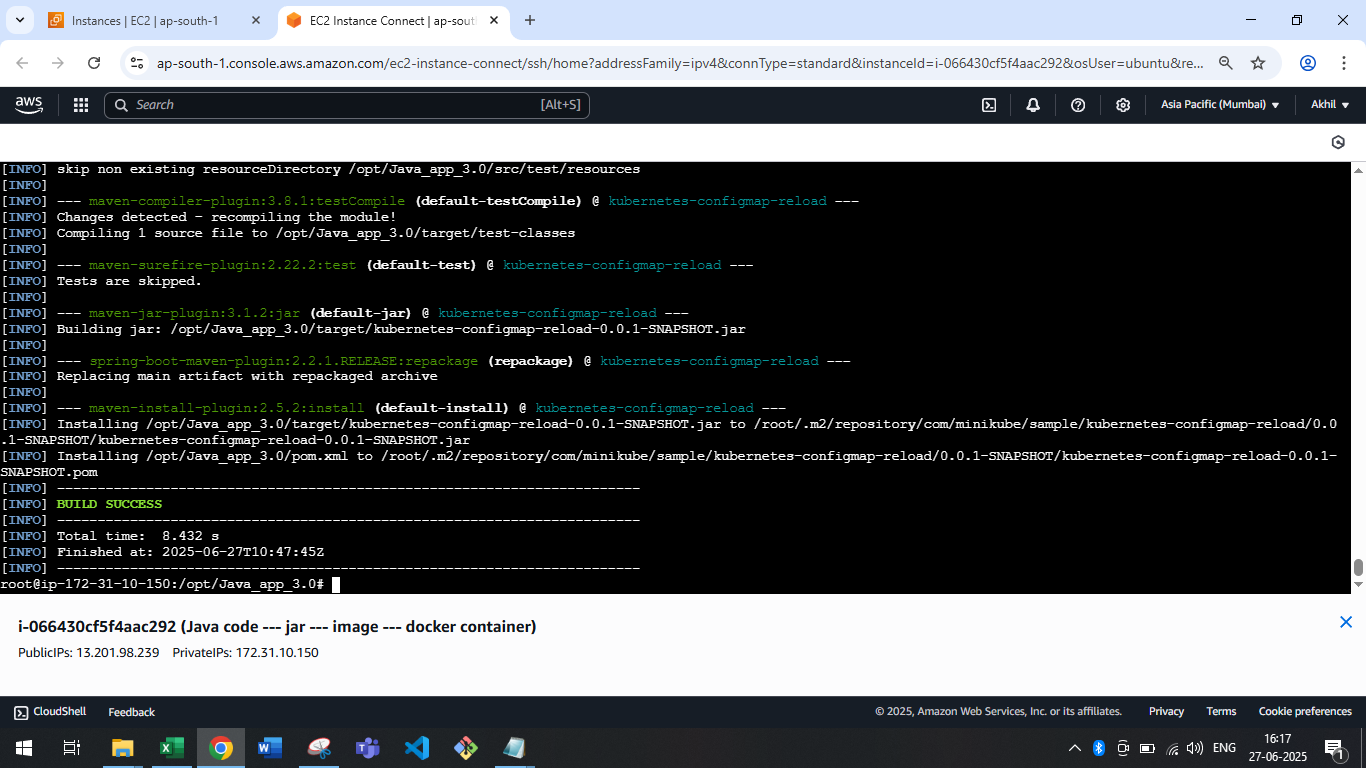 Instances | EC2 | ap-south-1
EC2 Instance Connect | ap-sout
ap-south-1.console.aws.amazon.com/ec2-instance-connect/ssh/home?addressFamily=ipv4&connType=standard&instanceId=i-066430cf5f4aac292&osUser=ubuntu&re...
aws
Search [Alt+S]
Asia Pacific (Mumbai)
Akhil
[INFO] skip non existing resourceDirectory /opt/Java_app_3.0/src/test/resources
[INFO]
[INFO] --- maven-compiler-plugin:3.8.1:testCompile (default-testCompile) @ kubernetes-configmap-reload ---
[INFO] Changes detected - recompiling the module!
[INFO] Compiling 1 source file to /opt/Java_app_3.0/target/test-classes
[INFO]
[INFO] --- maven-surefire-plugin:2.22.2:test (default-test) @ kubernetes-configmap-reload ---
[INFO] Tests are skipped.
[INFO]
[INFO] --- maven-jar-plugin:3.1.2:jar (default-jar) @ kubernetes-configmap-reload ---
[INFO] Building jar: /opt/Java_app_3.0/target/kubernetes-configmap-reload-0.0.1-SNAPSHOT.jar
[INFO]
[INFO] --- spring-boot-maven-plugin:2.2.1.RELEASE:repackage (repackage) @ kubernetes-configmap-reload ---
[INFO] Replacing main artifact with repackaged archive
[INFO]
[INFO] --- maven-install-plugin:2.5.2:install (default-install) @ kubernetes-configmap-reload ---
[INFO] Installing /opt/Java_app_3.0/target/kubernetes-configmap-reload-0.0.1-SNAPSHOT.jar to /root/.m2/repository/com/minikube/sample/kubernetes-configmap-reload/0.0
.1-SNAPSHOT/kubernetes-configmap-reload-0.0.1-SNAPSHOT.jar
[INFO] Installing /opt/Java_app_3.0/pom.xml to /root/.m2/repository/com/minikube/sample/kubernetes-configmap-reload/0.0.1-SNAPSHOT/kubernetes-configmap-reload-0.0.1-
SNAPSHOT.pom
[INFO] ------------------------------------------------------------------------
[INFO] BUILD SUCCESS
[INFO] ------------------------------------------------------------------------
[INFO] Total time:  8.432 s
[INFO] Finished at: 2025-06-27T10:47:45Z
[INFO] ------------------------------------------------------------------------
root@ip-172-31-10-150:/opt/Java_app_3.0#
i-066430cf5f4aac292 (Java code --- jar --- image --- docker container)
PublicIPs: 13.201.98.239 PrivateIPs: 172.31.10.150
CloudShell Feedback
© 2025, Amazon Web Services, Inc. or its affiliates. Privacy Terms Cookie preferences
ENG
16:17
27-06-2025
1